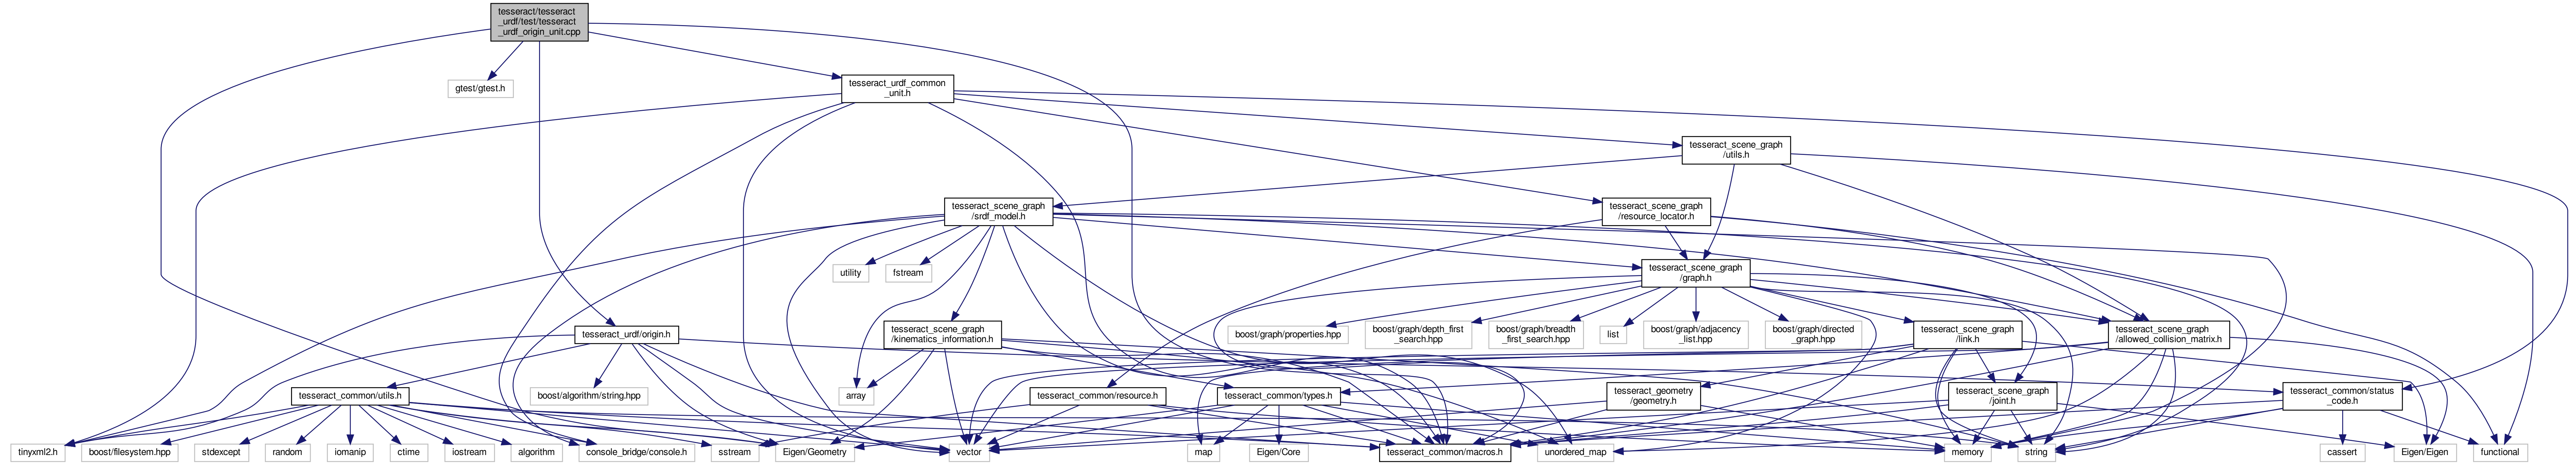 tesseract/tesseract
_urdf/test/tesseract
_urdf_origin_unit.cpp
gtest/gtest.h
tesseract_urdf_common
_unit.h
tesseract_scene_graph
/utils.h
tesseract_scene_graph
/srdf_model.h
tesseract_scene_graph
/resource_locator.h
utility
fstream
tesseract_scene_graph
/graph.h
tesseract_urdf/origin.h
tesseract_scene_graph
/kinematics_information.h
boost/graph/properties.hpp
boost/graph/depth_first
_search.hpp
boost/graph/breadth
_first_search.hpp
list
boost/graph/adjacency
_list.hpp
boost/graph/directed
_graph.hpp
tesseract_scene_graph
/link.h
tesseract_scene_graph
/allowed_collision_matrix.h
tesseract_common/utils.h
boost/algorithm/string.hpp
array
tesseract_common/resource.h
tesseract_common/types.h
tesseract_geometry
/geometry.h
tesseract_scene_graph
/joint.h
tesseract_common/status
_code.h
tinyxml2.h
boost/filesystem.hpp
stdexcept
random
iomanip
ctime
iostream
algorithm
console_bridge/console.h
sstream
Eigen/Geometry
vector
map
Eigen/Core
tesseract_common/macros.h
unordered_map
memory
string
cassert
Eigen/Eigen
functional